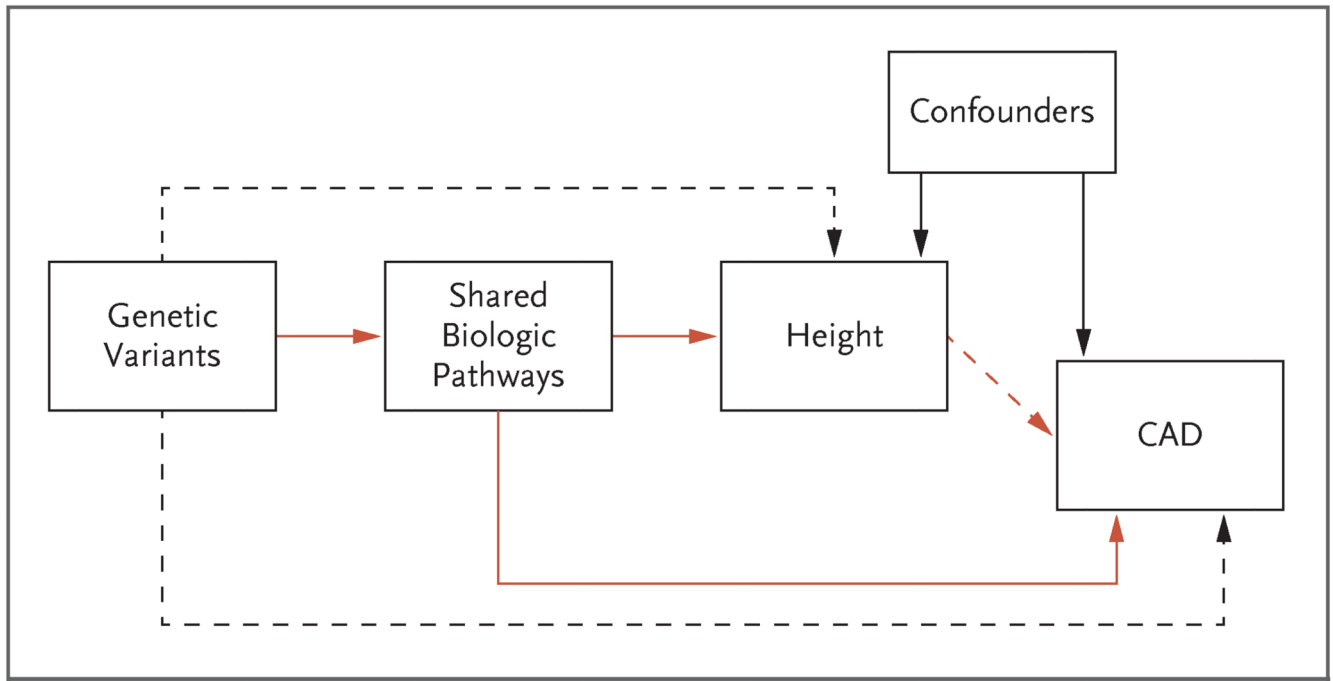 Confounders
Genetic
Variants
Shared
Biologic
Pathways
Height
CAD